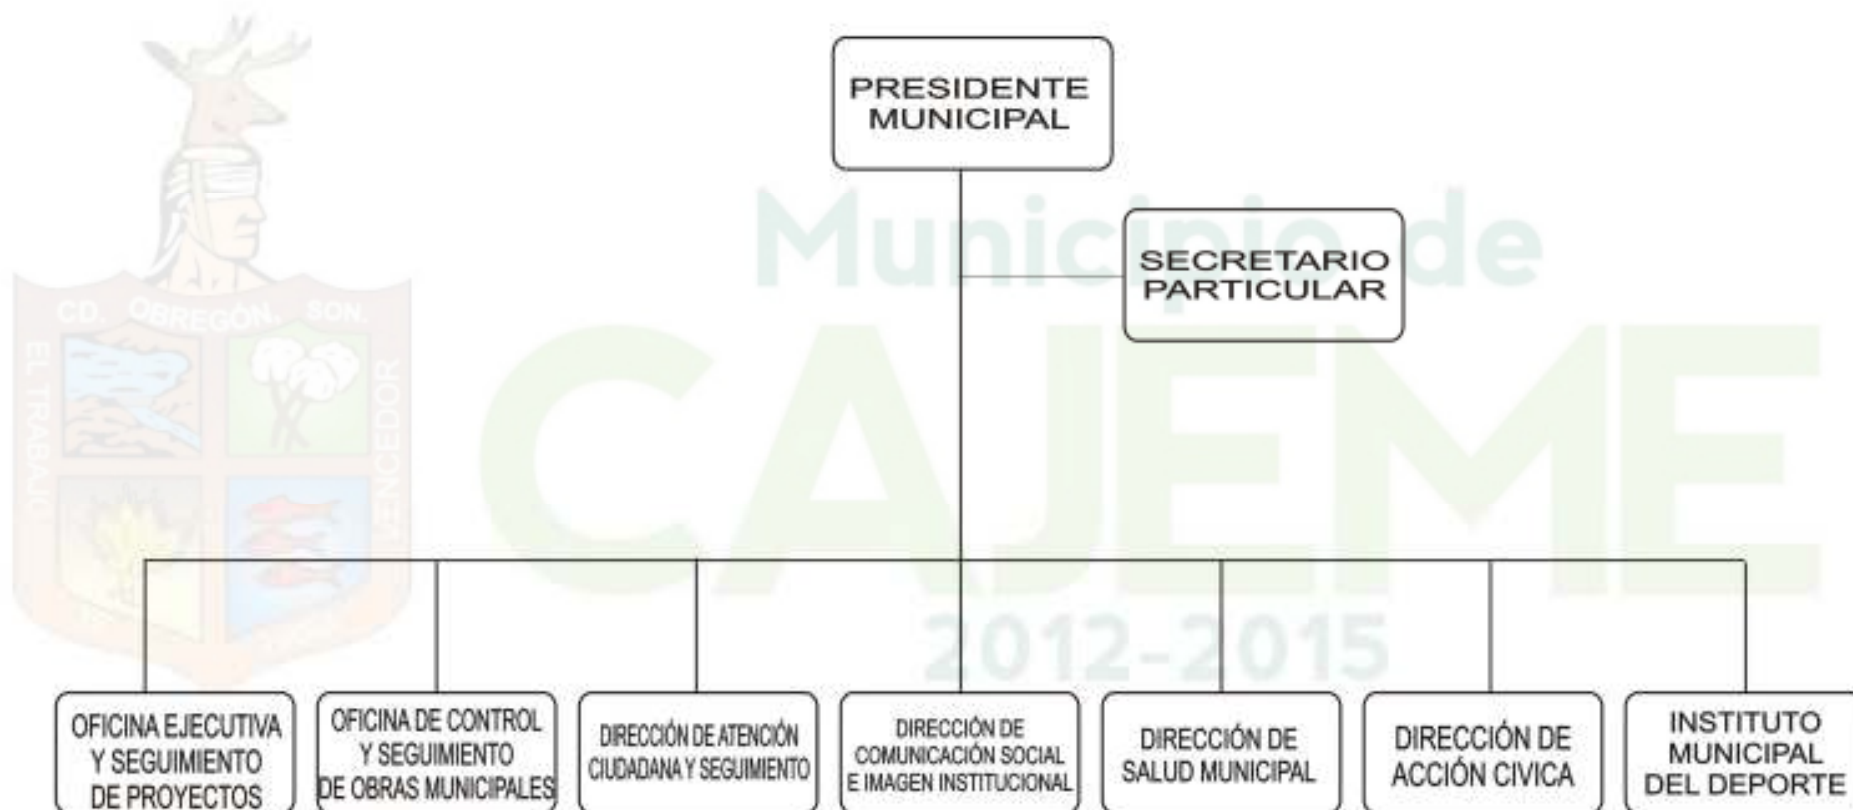 PRESIDENTE
MUNICIPAL
Municipio de
SECRETARIO
PARTICULAR
CD. OBREGÓN. SON.
EL TRABAJO
VENCEDOR
CAJEME
2012-2015
OFICINA EJECUTIVA
Y SEGUIMIENTO
DE PROYECTOS
OFICINA DE CONTROL
Y SEGUIMIENTO
DE OBRAS MUNICIPALES
DIRECCIÓN DE ATENCIÓN
CIUDADANA Y SEGUIMIENTO
DIRECCIÓN DE
COMUNICACIÓN SOCIAL
E IMAGEN INSTITUCIONAL
DIRECCIÓN DE
SALUD MUNICIPAL
DIRECCIÓN DE
ACCIÓN CIVICA
INSTITUTO
MUNICIPAL
DEL DEPORTE